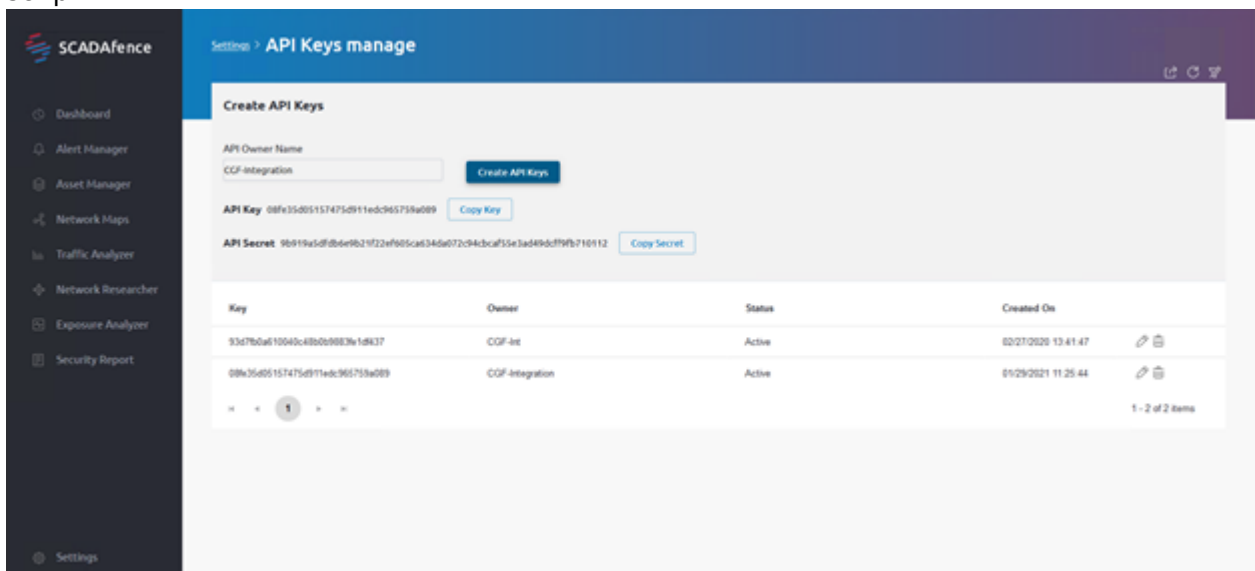 SCADAfence
Settings > API Keys manage
Dashboard
Alert Manager
Asset Manager
Network Maps
Traffic Analyzer
Network Researcher
Exposure Analyzer
Security Report
Settings
Create API Keys
API Owner Name
CGF-Integration
Create API Keys
API Key 08fe35d05157475d911edc965759a089 Copy Key
API Secret Copy Secret
Key Owner Status Created On
CGF-Int Active 02/27/2020 13:41:47
08fe35d05157475d911edc965759a089 CGF-Integration Active 01/29/2021 11:25:44
1
1 - 2 of 2 items